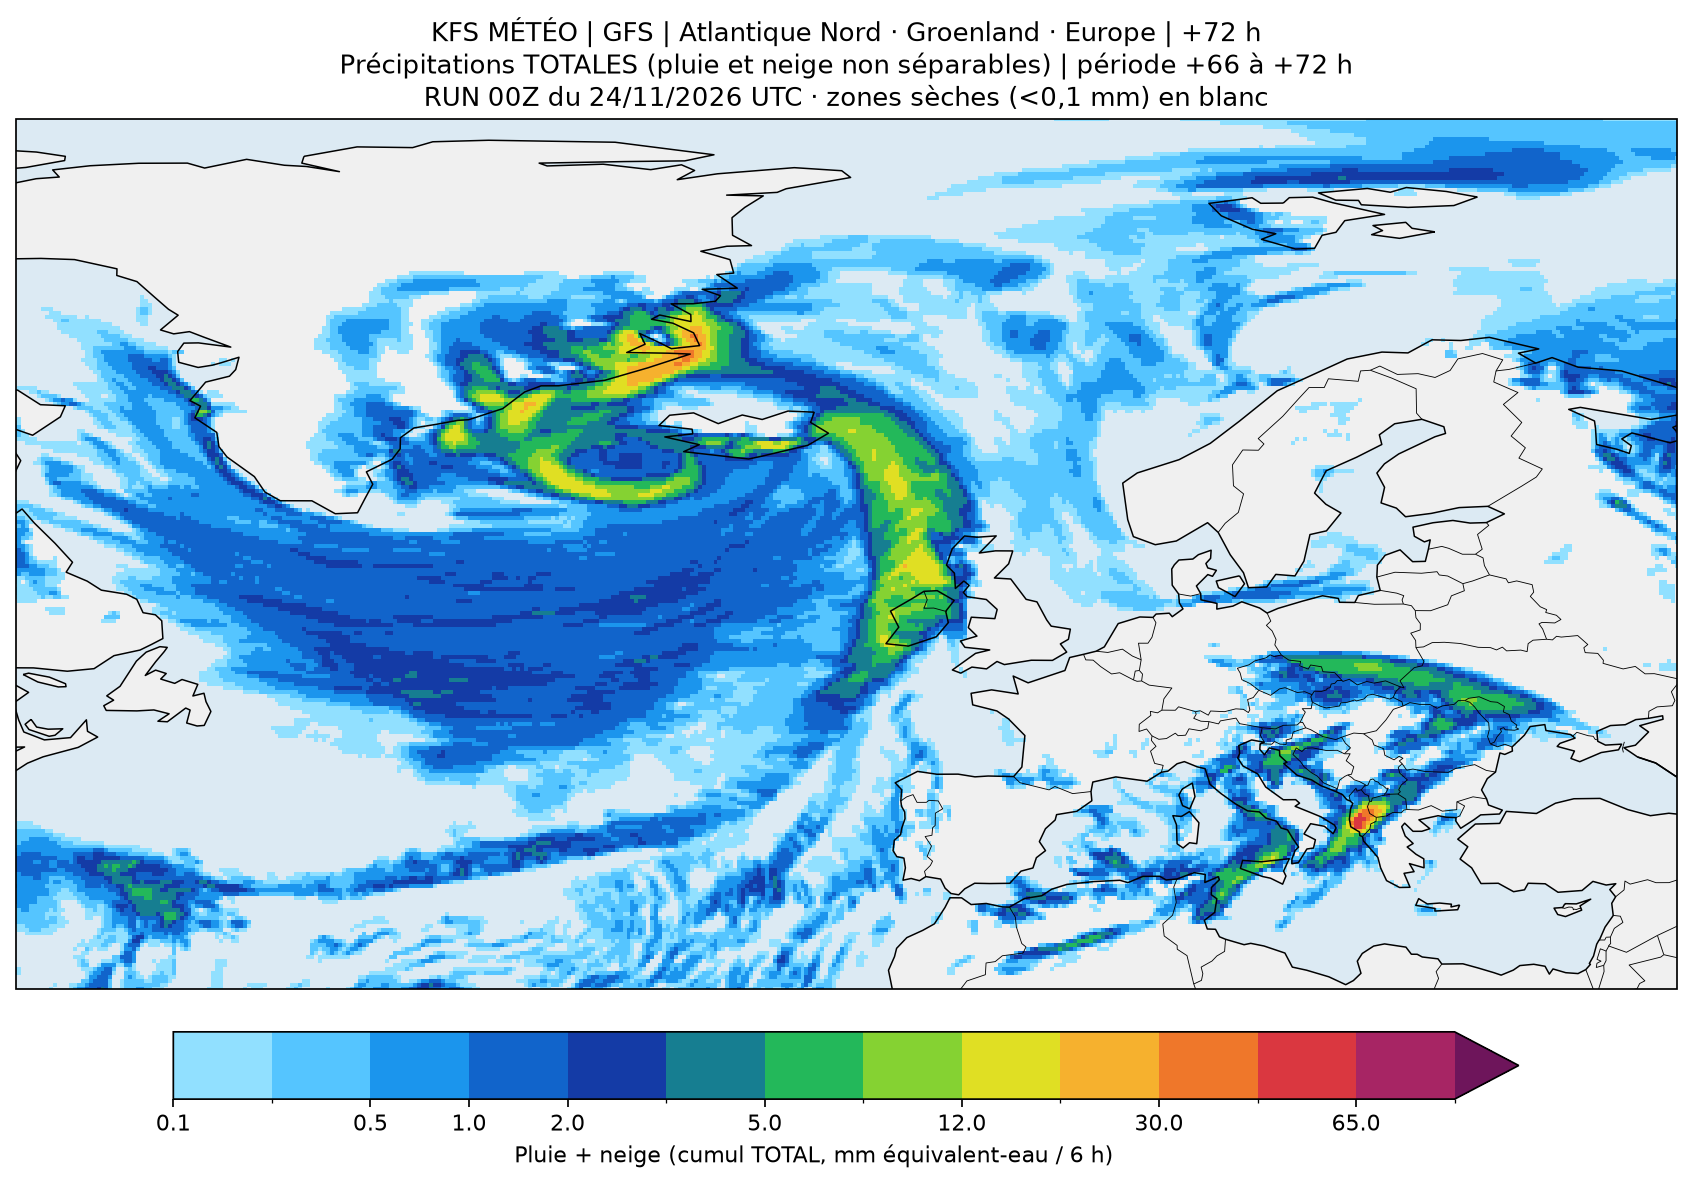 KFS MÉTÉO | GFS | Atlantique Nord · Groenland · Europe | +72 h
Précipitations TOTALES (pluie et neige non séparables) | période +66 à +72 h
RUN 00Z du 24/11/2026 UTC · zones sèches (<0,1 mm) en blanc
0.1 0.5 1.0 2.0 5.0 12.0 30.0 65.0
Pluie + neige (cumul TOTAL, mm équivalent-eau / 6 h)